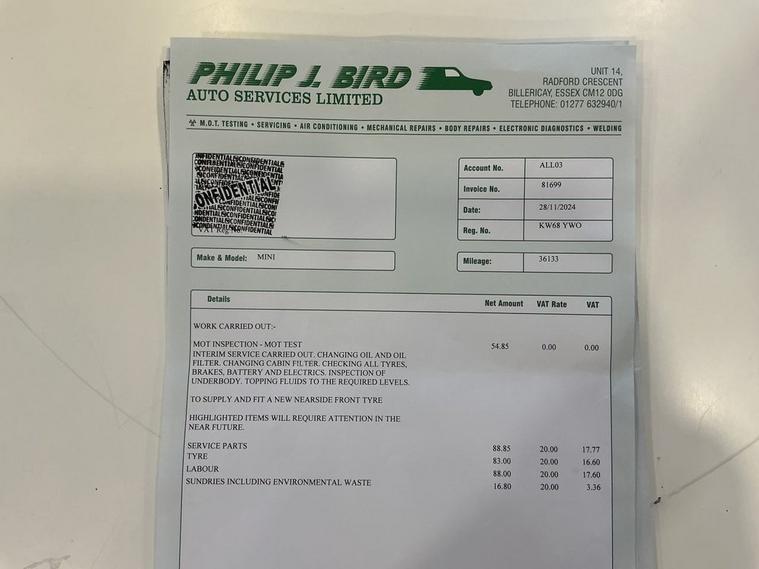 PHILIP J. BIRD
AUTO SERVICES LIMITED
UNIT 14,
RADFORD CRESCENT
BILLERICAY, ESSEX CM12 0DG
TELEPHONE: 01277 632940/1
M.O.T. TESTING • SERVICING • AIR CONDITIONING • MECHANICAL REPAIRS • BODY REPAIRS • ELECTRONIC DIAGNOSTICS • WELDING
CONFIDENTIAL
VAT Reg No
Account No. ALL03
Invoice No. 81699
Date: 28/11/2024
Reg. No. KW68 YWO
Make & Model: MINI
Mileage: 36133
Details Net Amount VAT Rate VAT
WORK CARRIED OUT:-
MOT INSPECTION - MOT TEST 54.85 0.00 0.00
INTERIM SERVICE CARRIED OUT. CHANGING OIL AND OIL
FILTER. CHANGING CABIN FILTER. CHECKING ALL TYRES,
BRAKES, BATTERY AND ELECTRICS. INSPECTION OF
UNDERBODY. TOPPING FLUIDS TO THE REQUIRED LEVELS.
TO SUPPLY AND FIT A NEW NEARSIDE FRONT TYRE
HIGHLIGHTED ITEMS WILL REQUIRE ATTENTION IN THE
NEAR FUTURE.
SERVICE PARTS 88.85 20.00 17.77
TYRE 83.00 20.00 16.60
LABOUR 88.00 20.00 17.60
SUNDRIES INCLUDING ENVIRONMENTAL WASTE 16.80 20.00 3.36